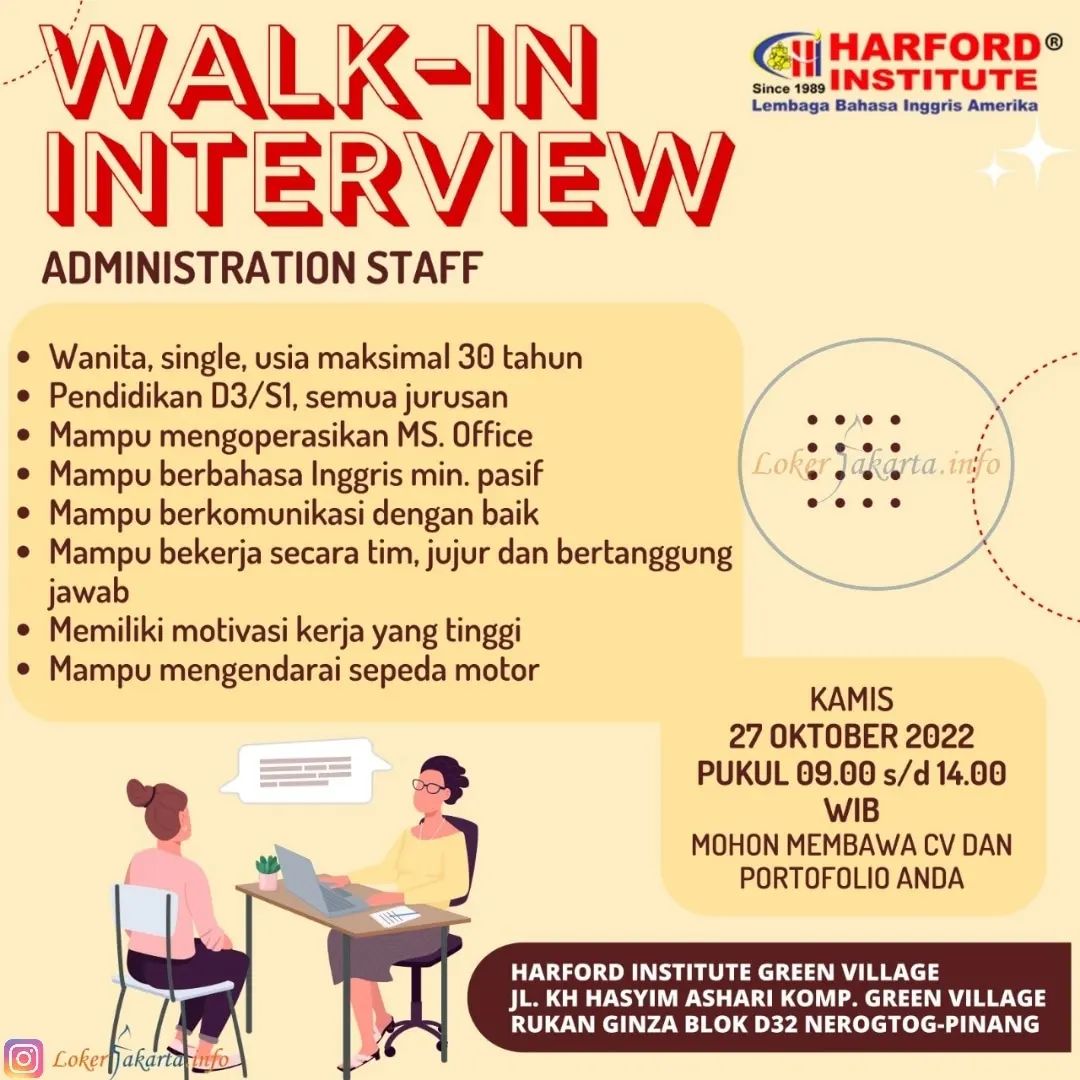 WALK-IN
INTERVIEW
HARFORD®
INSTITUTE
Since 1989
Lembaga Bahasa Inggris Amerika
ADMINISTRATION STAFF
• Wanita, single, usia maksimal 30 tahun
• Pendidikan D3/S1, semua jurusan
• Mampu mengoperasikan MS. Office
• Mampu berbahasa Inggris min. pasif
• Mampu berkomunikasi dengan baik
• Mampu bekerja secara tim, jujur dan bertanggung
jawab
• Memiliki motivasi kerja yang tinggi
• Mampu mengendarai sepeda motor
Loker Jakarta.info
KAMIS
27 OKTOBER 2022
PUKUL 09.00 s/d 14.00
WIB
MOHON MEMBAWA CV DAN
PORTOFOLIO ANDA
HARFORD INSTITUTE GREEN VILLAGE
JL. KH HASYIM ASHARI KOMP. GREEN VILLAGE
RUKAN GINZA BLOK D32 NEROGTOG-PINANG
Loker Jakarta.info